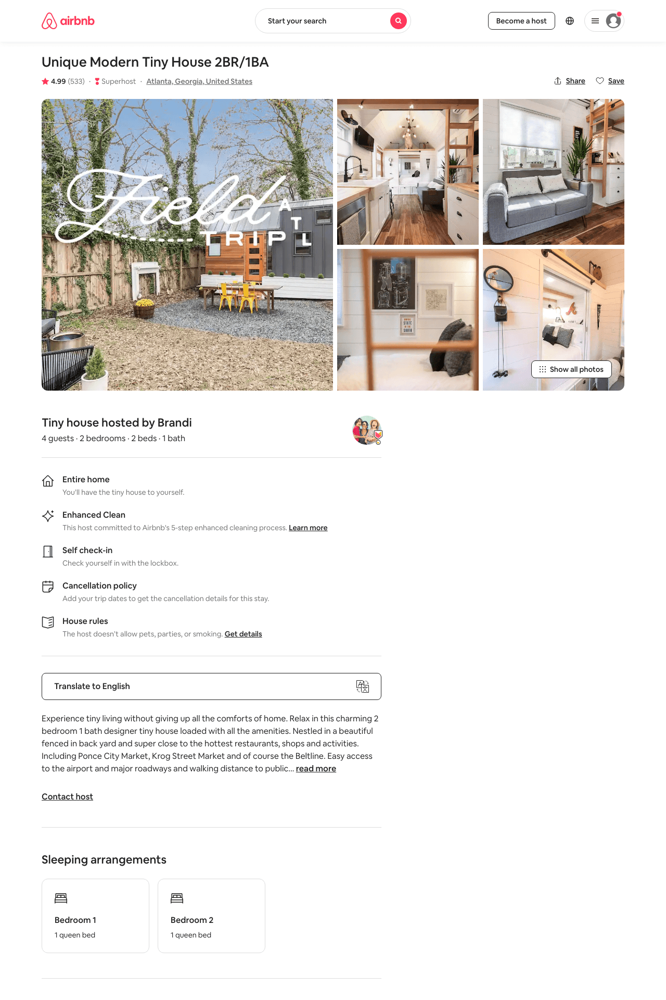 airbnb
Start your search
Become a host
Unique Modern Tiny House 2BR/1BA
4.99 (533) · Superhost · Atlanta, Georgia, United States
Share
Save
Field
TRIP
ATL
EMPIRE
STATE
OF THE
SOUTH
Show all photos
Tiny house hosted by Brandi
4 guests · 2 bedrooms · 2 beds · 1 bath
Entire home
You’ll have the tiny house to yourself.
Enhanced Clean
This host committed to Airbnb's 5-step enhanced cleaning process. Learn more
Self check-in
Check yourself in with the lockbox.
Cancellation policy
Add your trip dates to get the cancellation details for this stay.
House rules
The host doesn’t allow pets, parties, or smoking. Get details
Translate to English
Experience tiny living without giving up all the comforts of home. Relax in this charming 2
bedroom 1 bath designer tiny house loaded with all the amenities. Nestled in a beautiful
fenced in back yard and super close to the hottest restaurants, shops and activities.
Including Ponce City Market, Krog Street Market and of course the Beltline. Easy access
to the airport and major roadways and walking distance to public... read more
Contact host
Sleeping arrangements
Bedroom 1
1 queen bed
Bedroom 2
1 queen bed